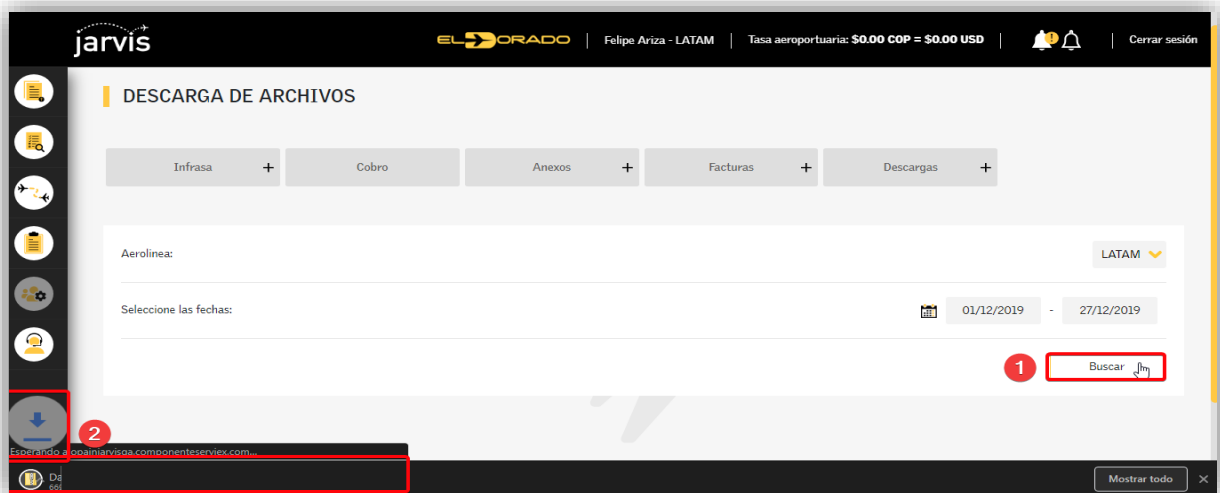 jarvis
EL DORADO | Felipe Ariza - LATAM | Tasa aeroportuaria: $0.00 COP = $0.00 USD | | Cerrar sesión
DESCARGA DE ARCHIVOS
Infrasa + Cobro Anexos + Facturas + Descargas +
Aerolinea: LATAM
Seleccione las fechas: 01/12/2019 - 27/12/2019
1 Buscar
2
Esperando a opainjarvisqa.componenteserviex.com...
Mostrar todo ×